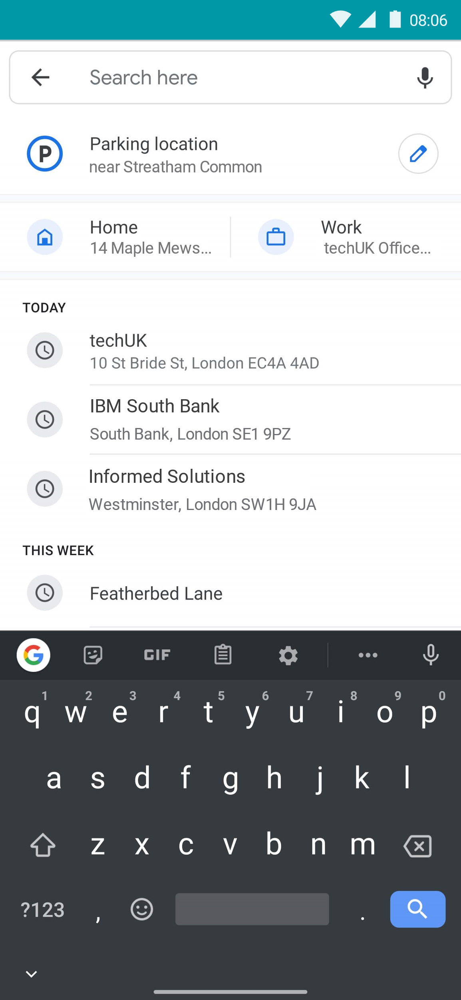 08:06
Search here
Parking location
near Streatham Common
Home
14 Maple Mews...
Work
techUK Office...
TODAY
techUK
10 St Bride St, London EC4A 4AD
IBM South Bank
South Bank, London SE1 9PZ
Informed Solutions
Westminster, London SW1H 9JA
THIS WEEK
Featherbed Lane
G GIF
1 2 3 4 5 6 7 8 9 0
q w e r t y u i o p
a s d f g h j k l
z x c v b n m
?123 , .